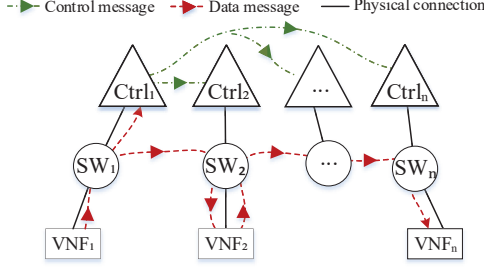 Control message Data message Physical connection
Ctrl₁ Ctrl₂ ... Ctrlₙ
SW₁ SW₂ ... SWₙ
VNF₁ VNF₂ VNFₙ